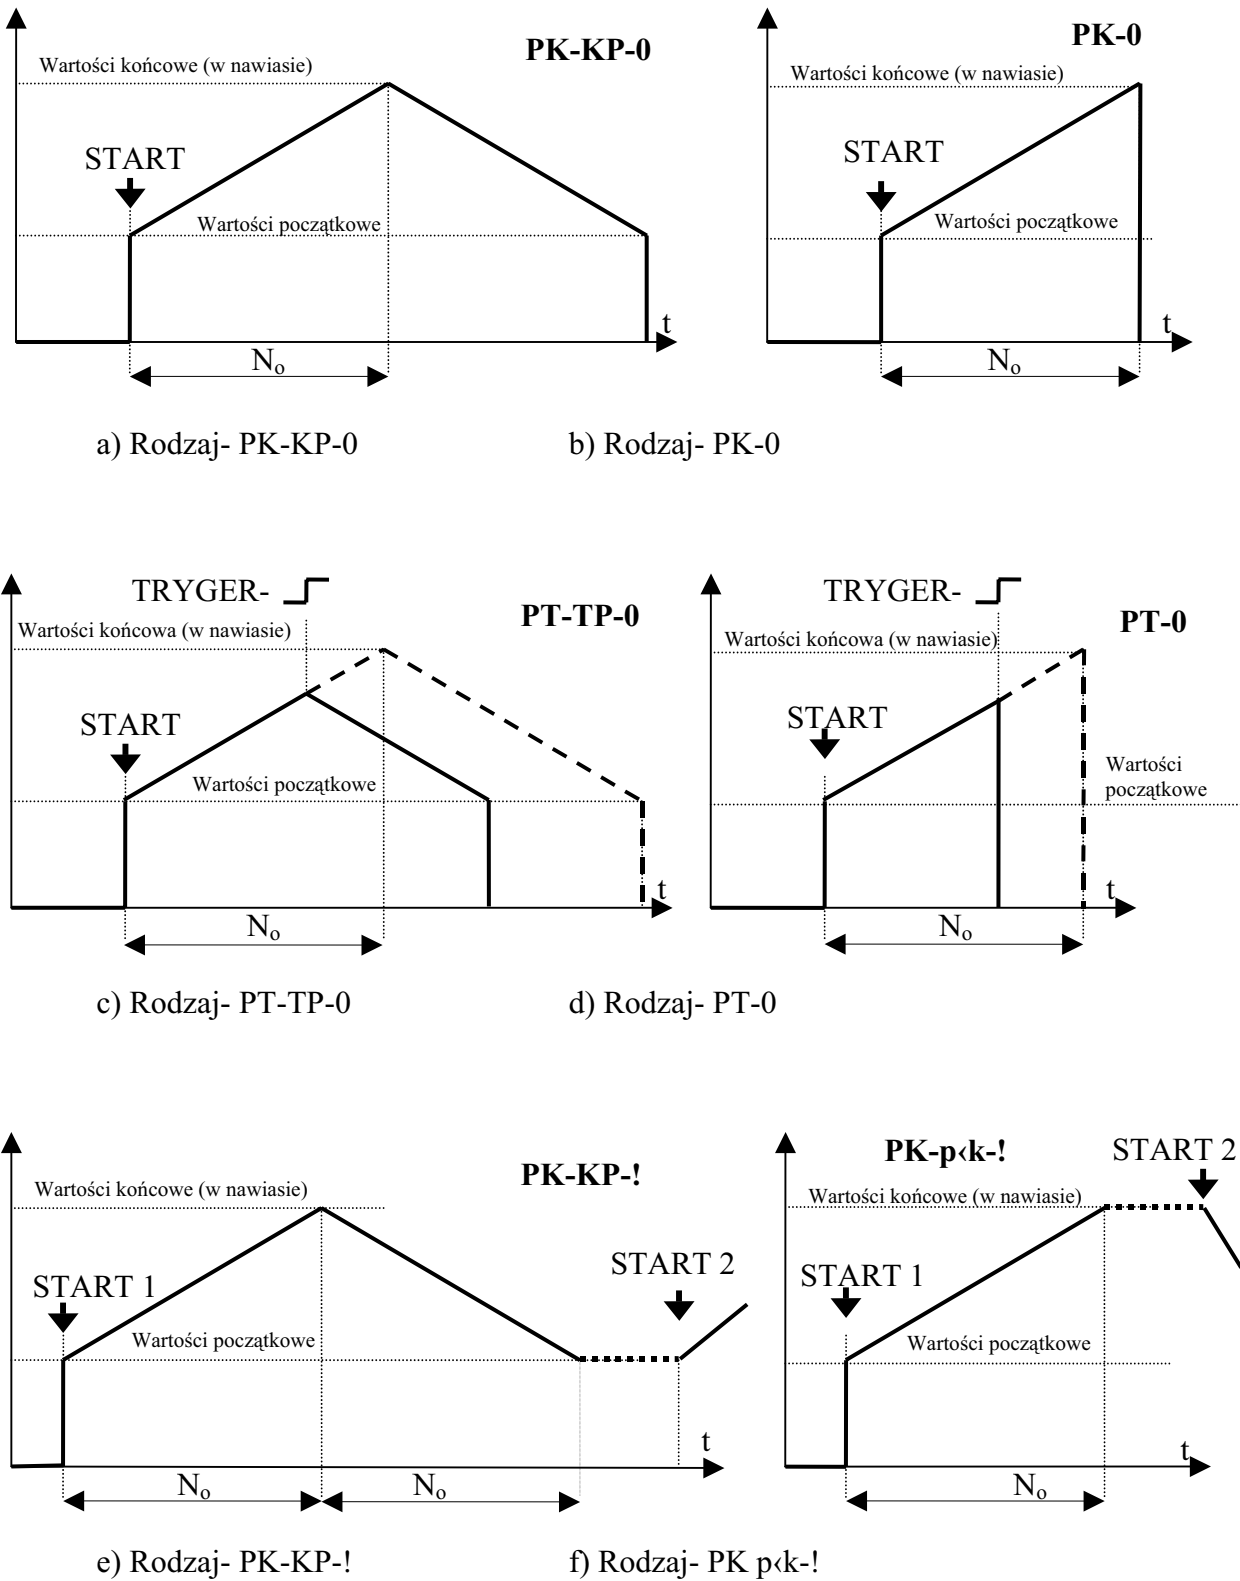 PK-KP-0
Wartości końcowe (w nawiasie)
START
Wartości początkowe
t
No
PK-0
Wartości końcowe (w nawiasie)
START
Wartości początkowe
t
No
a) Rodzaj- PK-KP-0
b) Rodzaj- PK-0
TRYGER-
PT-TP-0
Wartości końcowa (w nawiasie)
START
Wartości początkowe
t
No
TRYGER-
PT-0
Wartości końcowa (w nawiasie)
START
Wartości
początkowe
t
No
c) Rodzaj- PT-TP-0
d) Rodzaj- PT-0
PK-KP-!
Wartości końcowe (w nawiasie)
START 1
START 2
Wartości początkowe
t
No
No
PK-p‹k-!
START 2
Wartości końcowe (w nawiasie)
START 1
Wartości początkowe
t
No
e) Rodzaj- PK-KP-!
f) Rodzaj- PK p‹k-!